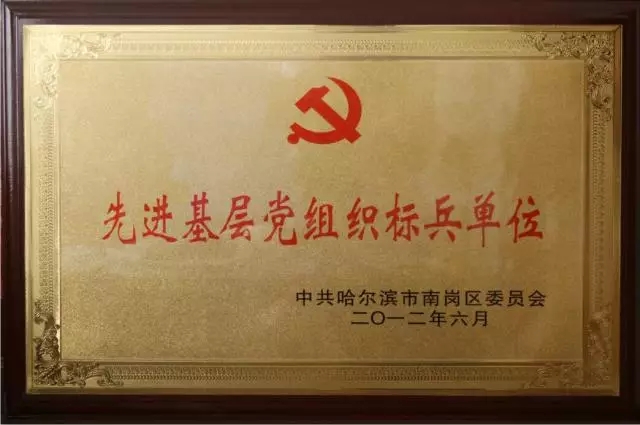 先进基层党组织标兵单位
中共哈尔滨市南岗区委员会
二〇一二年六月